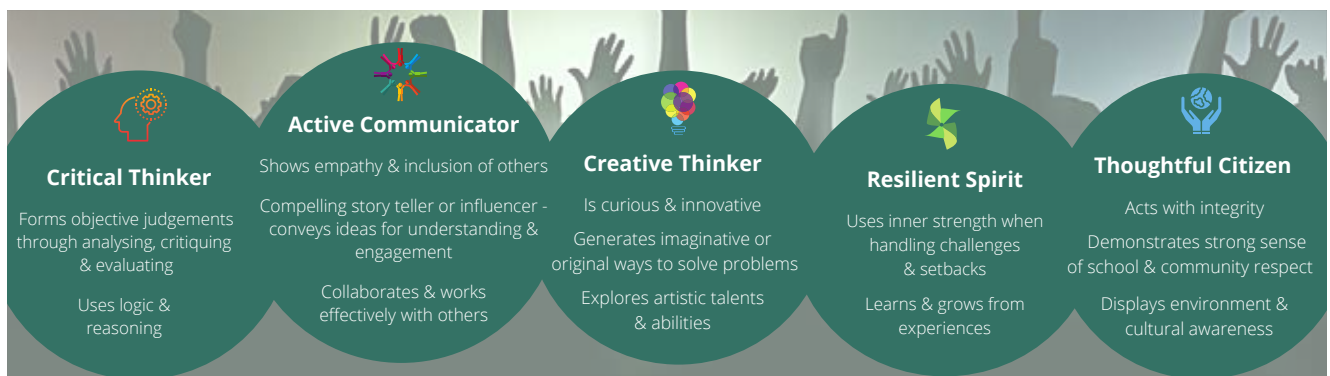 Critical Thinker
Forms objective judgements
through analysing, critiquing
& evaluating
Uses logic &
reasoning
Active Communicator
Shows empathy & inclusion of others
Compelling story teller or influencer -
conveys ideas for understanding &
engagement
Collaborates & works
effectively with others
Creative Thinker
Is curious & innovative
Generates imaginative or
original ways to solve problems
Explores artistic talents
& abilities
Resilient Spirit
Uses inner strength when
handling challenges
& setbacks
Learns & grows from
experiences
Thoughtful Citizen
Acts with integrity
Demonstrates strong sense
of school & community respect
Displays environment &
cultural awareness